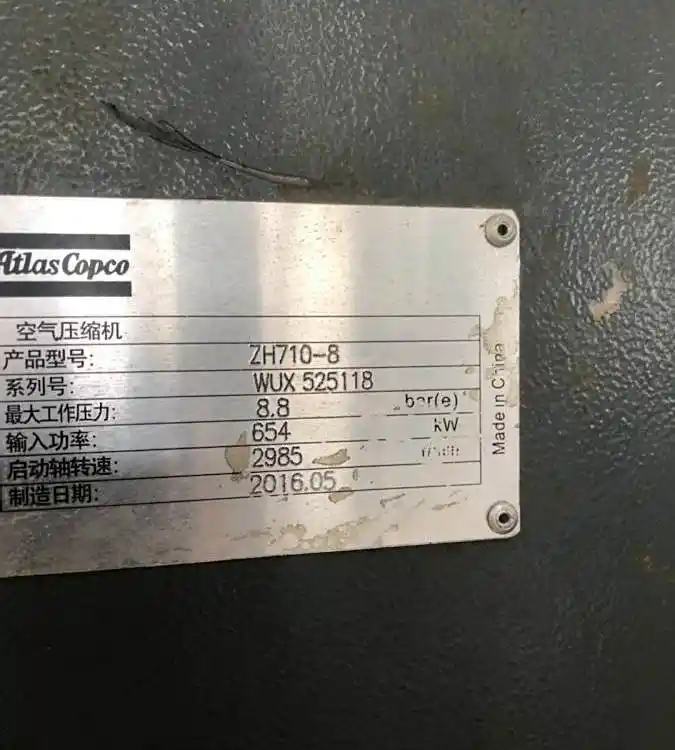 Atlas Copco
空气压缩机
产品型号: ZH710-8
系列号: WUX 525118
最大工作压力: 8.8 bar(e)
输入功率: 654 kW
启动轴转速: 2985
制造日期: 2016.05
Made in China